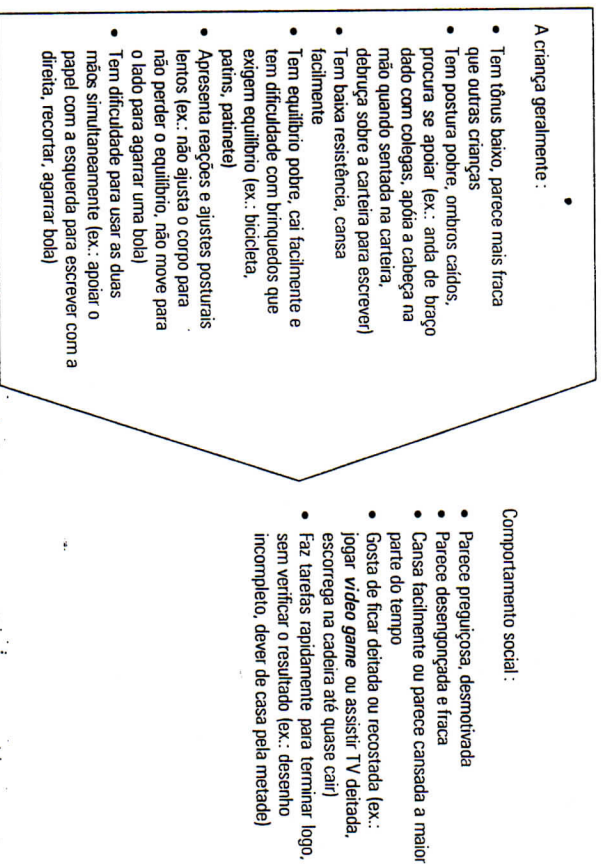 A criança geralmente :
• Tem tônus baixo, parece mais fraca
que outras crianças
• Tem postura pobre, ombros caídos,
procura se apoiar (ex.: anda de braço
dado com colegas, apóia a cabeça na
mão quando sentada na carteira,
debruça sobre a carteira para escrever)
• Tem baixa resistência, cansa
facilmente
• Tem equilíbrio pobre, cai facilmente e
tem dificuldade com brinquedos que
exigem equilíbrio (ex.: bicicleta,
patins, patinete)
• Apresenta reações e ajustes posturais
lentos (ex.: não ajusta o corpo para
não perder o equilíbrio, não move para
o lado para agarrar uma bola)
• Tem dificuldade para usar as duas
mãos simultaneamente (ex.: apoiar o
papel com a esquerda para escrever com a
direita, recortar, agarrar bola)
Comportamento social :
• Parece preguiçosa, desmotivada
• Parece desengonçada e fraca
• Cansa facilmente ou parece cansada a maior
parte do tempo
• Gosta de ficar deitada ou recostada (ex.:
jogar video game ou assistir TV deitada,
escorrega na cadeira até quase cair)
• Faz tarefas rapidamente para terminar logo,
sem verificar o resultado (ex.: desenho
incompleto, dever de casa pela metade)